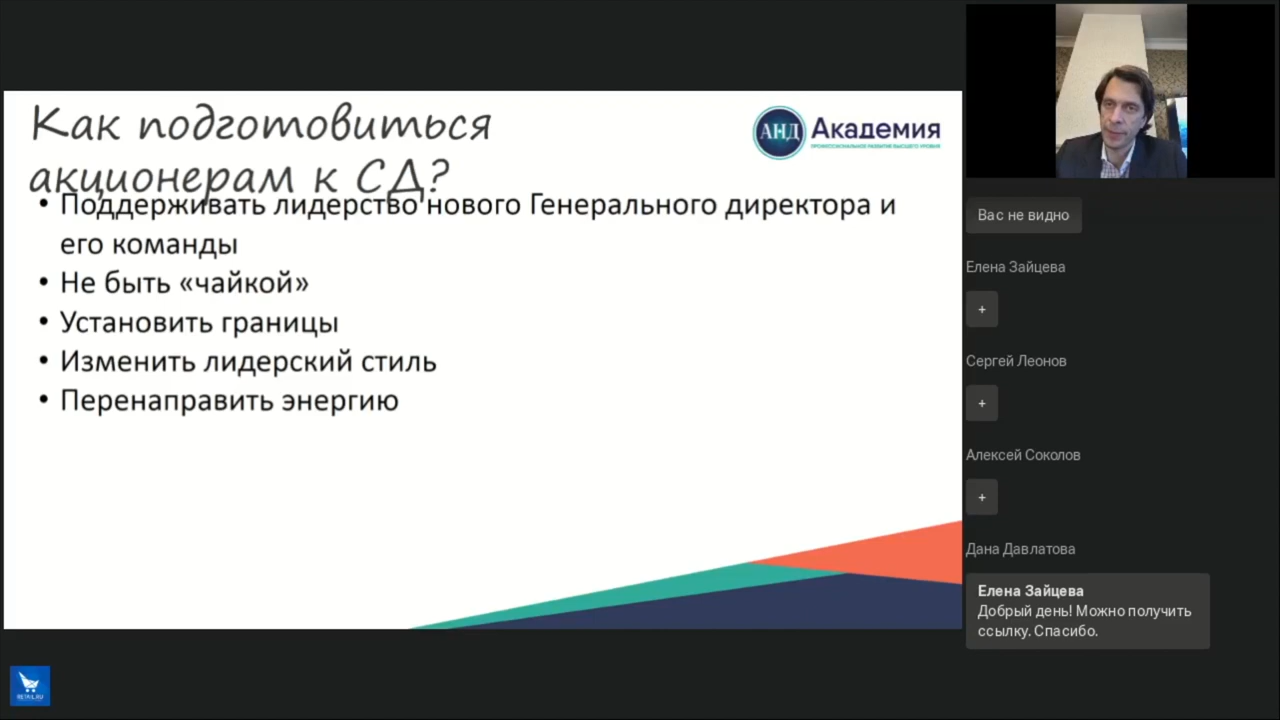 Как подготовиться
акционерам к СД?
АНД Академия
ПРОФЕССИОНАЛЬНОЕ РАЗВИТИЕ ВЫСШЕГО УРОВНЯ
• Поддерживать лидерство нового Генерального директора и
его команды
• Не быть «чайкой»
• Установить границы
• Изменить лидерский стиль
• Перенаправить энергию
RETAIL.RU
Вас не видно
Елена Зайцева
+
Сергей Леонов
+
Алексей Соколов
+
Дана Давлатова
Елена Зайцева
Добрый день! Можно получить
ссылку. Спасибо.